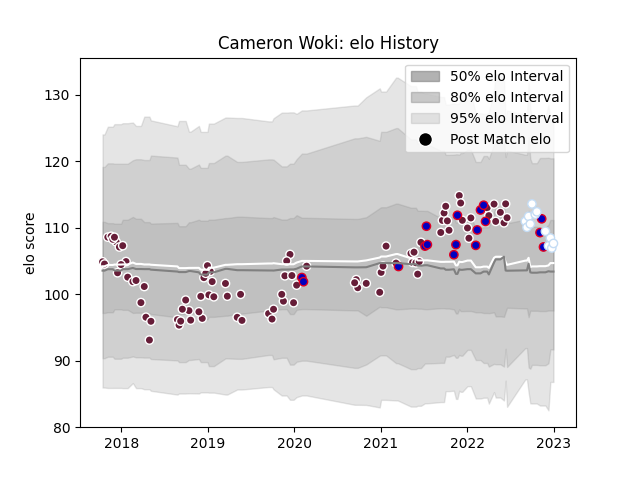 Cameron Woki: elo History
50% elo Interval
80% elo Interval
95% elo Interval
Post Match elo
elo score
130
120
110
100
90
80
2018
2019
2020
2021
2022
2023